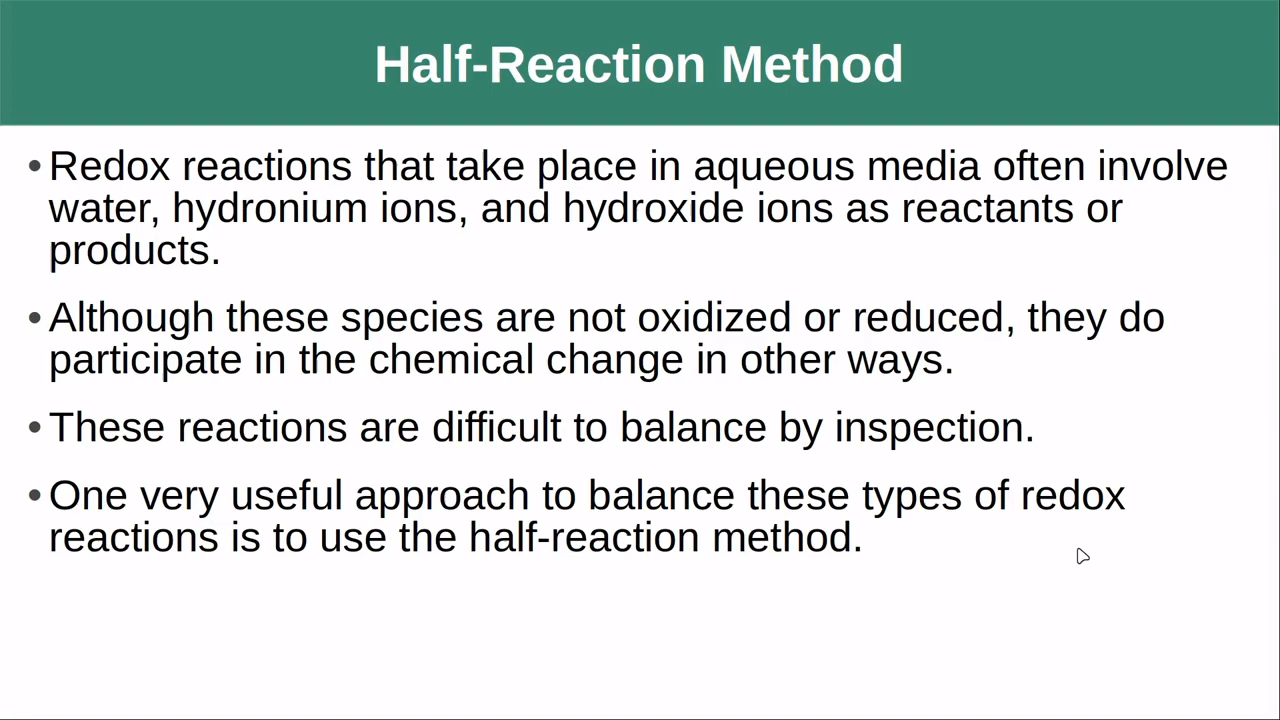 Half-Reaction Method
•Redox reactions that take place in aqueous media often involve
water, hydronium ions, and hydroxide ions as reactants or
products.
•Although these species are not oxidized or reduced, they do
participate in the chemical change in other ways.
•These reactions are difficult to balance by inspection.
•One very useful approach to balance these types of redox
reactions is to use the half-reaction method.